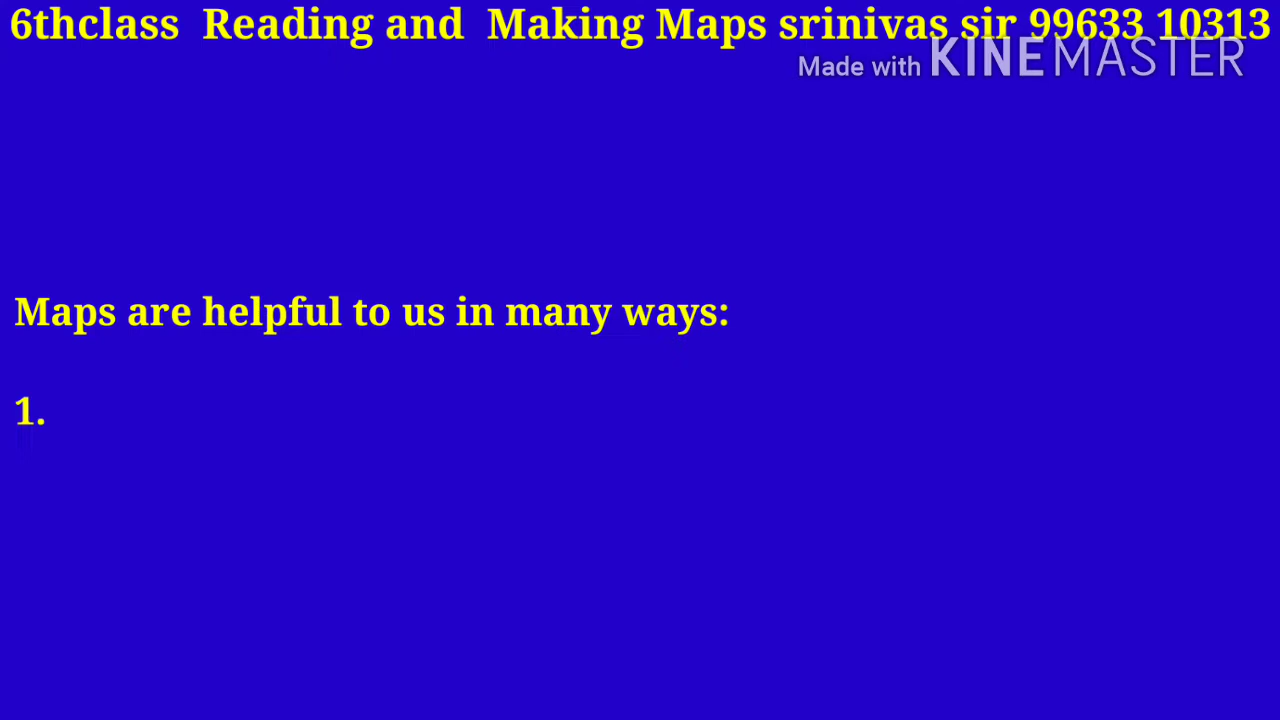 6thclass Reading and Making Maps srinivas sir 99633 10313
Made with KINEMASTER
Maps are helpful to us in many ways:
1.